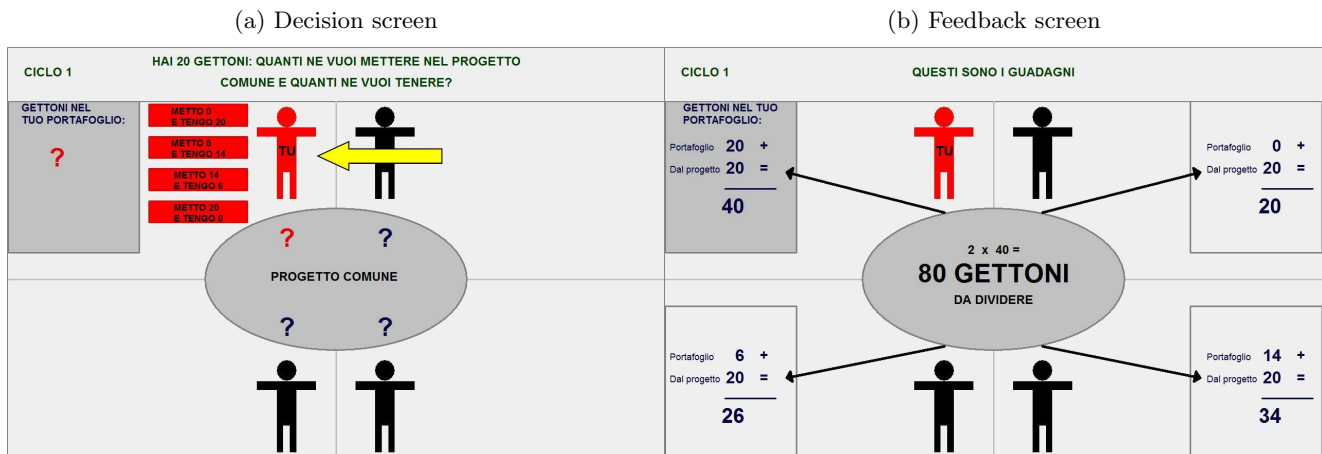 (a) Decision screen
CICLO 1
HAI 20 GETTONI: QUANTI NE VUOI METTERE NEL PROGETTO
COMUNE E QUANTI NE VUOI TENERE?
GETTONI NEL
TUO PORTAFOGLIO:
?
METTO 0
E TENGO 20
METTO 6
E TENGO 14
METTO 14
E TENGO 6
METTO 20
E TENGO 0
TU
? ?
PROGETTO COMUNE
? ?
(b) Feedback screen
CICLO 1
QUESTI SONO I GUADAGNI
GETTONI NEL TUO
PORTAFOGLIO:
Portafoglio 20 +
Dal progetto 20 =
40
TU
Portafoglio 0 +
Dal progetto 20 =
20
2 x 40 =
80 GETTONI
DA DIVIDERE
Portafoglio 6 +
Dal progetto 20 =
26
Portafoglio 14 +
Dal progetto 20 =
34